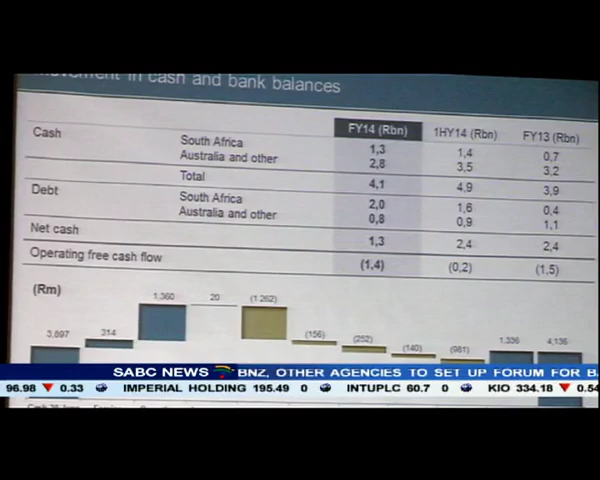 movement in cash and bank balances
FY14 (Rbn) 1HY14 (Rbn) FY13 (Rbn)
Cash
South Africa 1,3 1,4 0,7
Australia and other 2,8 3,5 3,2
Total 4,1 4,9 3,9
Debt
South Africa 2,0 1,6 0,4
Australia and other 0,8 0,9 1,1
Net cash 1,3 2,4 2,4
Operating free cash flow (1,4) (0,2) (1,5)
(Rm)
3,897 314 1,360 20 (1 262) (156) (252) (140) (981) 1,336 4,136
SABC NEWS BNZ, OTHER AGENCIES TO SET UP FORUM FOR B
96.98 0.33 IMPERIAL HOLDING 195.49 0 INTUPLC 60.7 0 KIO 334.18 0.54